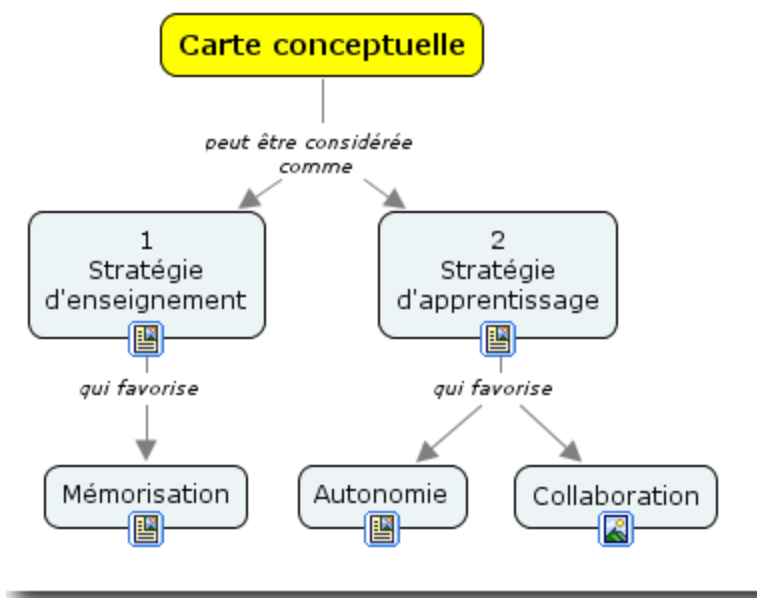 Carte conceptuelle
peut être considérée
comme
1
Stratégie
d'enseignement
2
Stratégie
d'apprentissage
qui favorise
qui favorise
Mémorisation
Autonomie
Collaboration